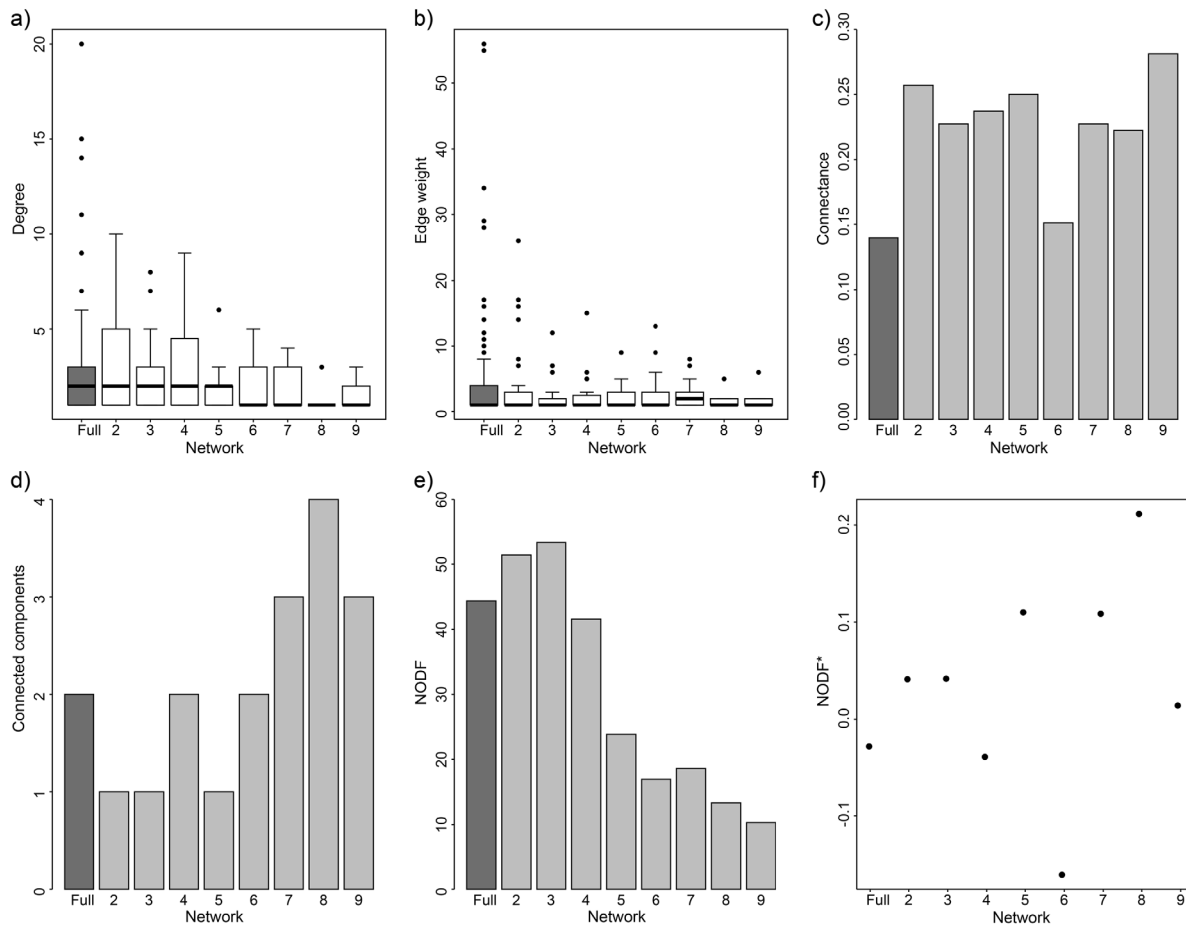 a)
20
15
10
5
Degree
Full 2 3 4 5 6 7 8 9
Network
b)
50
40
30
20
10
0
Edge weight
Full 2 3 4 5 6 7 8 9
Network
c)
0.30
0.25
0.20
0.15
0.10
0.05
0.00
Connectance
Full 2 3 4 5 6 7 8 9
Network
d)
4
3
2
1
0
Connected components
Full 2 3 4 5 6 7 8 9
Network
e)
60
50
40
30
20
10
0
NODF
Full 2 3 4 5 6 7 8 9
Network
f)
0.2
0.1
0.0
-0.1
NODF*
Full 2 3 4 5 6 7 8 9
Network